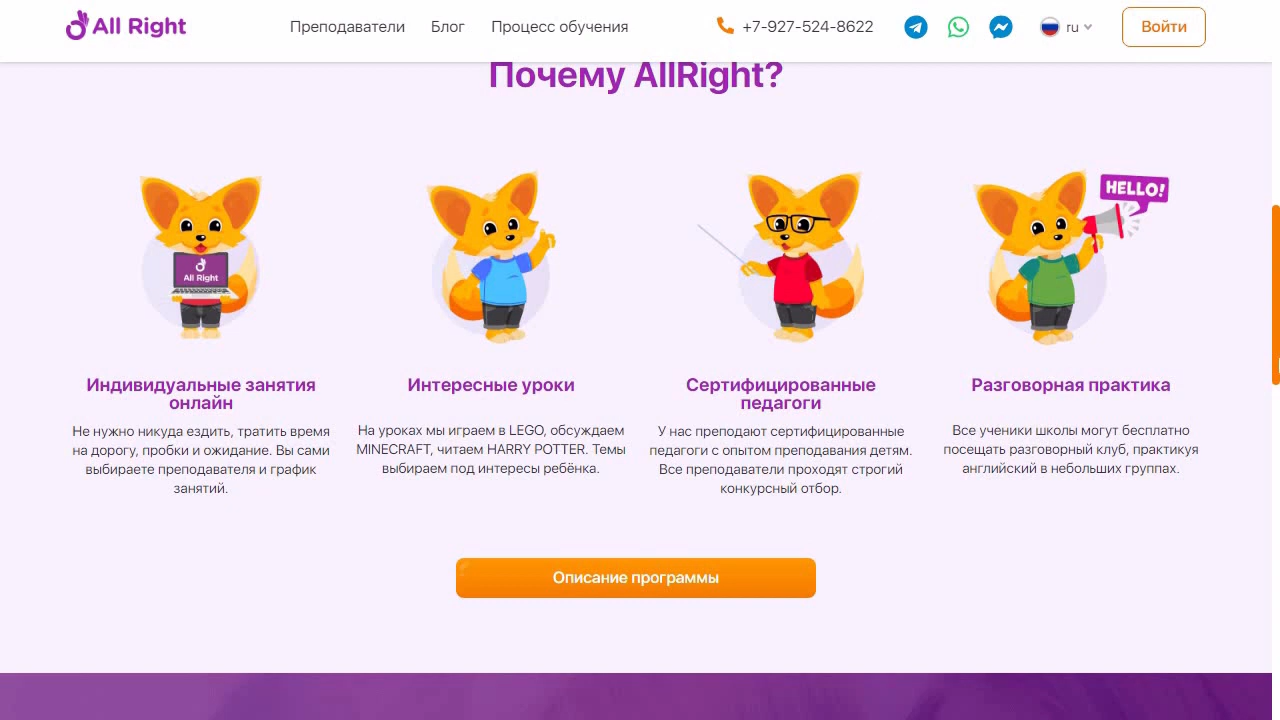 All Right
Преподаватели
Блог
Процесс обучения
+7-927-524-8622
ru
Войти
Почему AllRight?
All Right
HELLO!
Индивидуальные занятия
онлайн
Не нужно никуда ездить, тратить время
на дорогу, пробки и ожидание. Вы сами
выбираете преподавателя и график
занятий.
Интересные уроки
На уроках мы играем в LEGO, обсуждаем
MINECRAFT, читаем HARRY POTTER. Темы
выбираем под интересы ребёнка.
Сертифицированные
педагоги
У нас преподают сертифицированные
педагоги с опытом преподавания детям.
Все преподаватели проходят строгий
конкурсный отбор.
Разговорная практика
Все ученики школы могут бесплатно
посещать разговорный клуб, практикуя
английский в небольших группах.
Описание программы